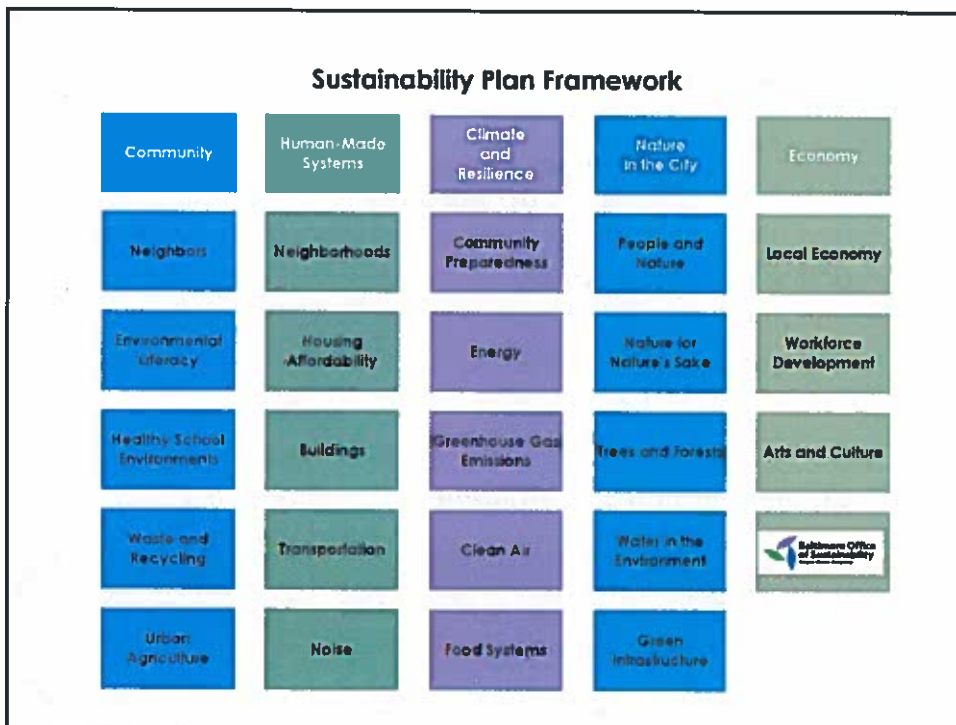 Sustainability Plan Framework
Community
Human-Made
Systems
Climate
and
Resilience
Nature
in the City
Economy
Neighbors
Neighborhoods
Community
Preparedness
People and
Nature
Local Economy
Environmental
Literacy
Housing
Affordability
Energy
Nature for
Nature's Sake
Workforce
Development
Healthy School
Environments
Buildings
Greenhouse Gas
Emissions
Trees and Forests
Arts and Culture
Waste and
Recycling
Transportation
Clean Air
Water in the
Environment
Baltimore Office
of Sustainability
Urban
Agriculture
Noise
Food Systems
Green
Infrastructure